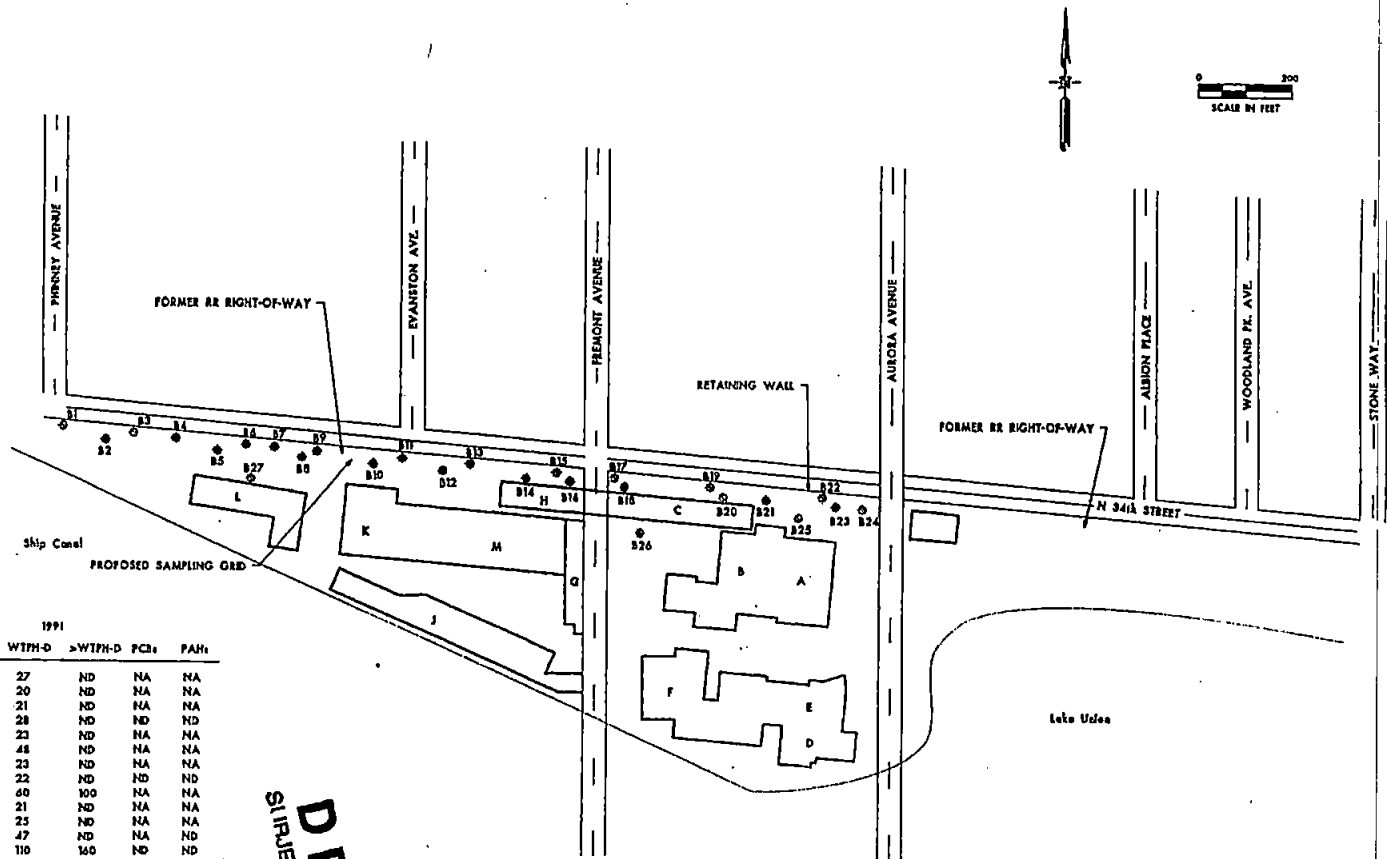 0 200
SCALE IN FEET
PHINNEY AVENUE
EVANSTON AVE.
FREMONT AVENUE
AURORA AVENUE
ALBION PLACE
WOODLAND PK. AVE.
STONE WAY
FORMER RR RIGHT-OF-WAY
RETAINING WALL
FORMER RR RIGHT-OF-WAY
B1
B3
B4
B2
B6
B7
B9
B5
B8
B27
B11
B10
B12
B13
B15
B14
B16
B17
B18
B19
B20
B21
B22
B23
B24
B25
B26
N 34th STREET
L
H
C
K
M
G
B
A
J
F
E
D
Ship Canal
PROPOSED SAMPLING GRID
Lake Union
1991
WTPH-D >WTPH-D PCBs PAHs
27 ND NA NA
20 ND NA NA
21 ND NA NA
28 ND ND ND
23 ND NA NA
48 ND NA NA
23 ND NA NA
22 ND ND ND
60 100 NA NA
21 ND NA NA
25 ND NA NA
47 ND NA ND
110 160 ND ND